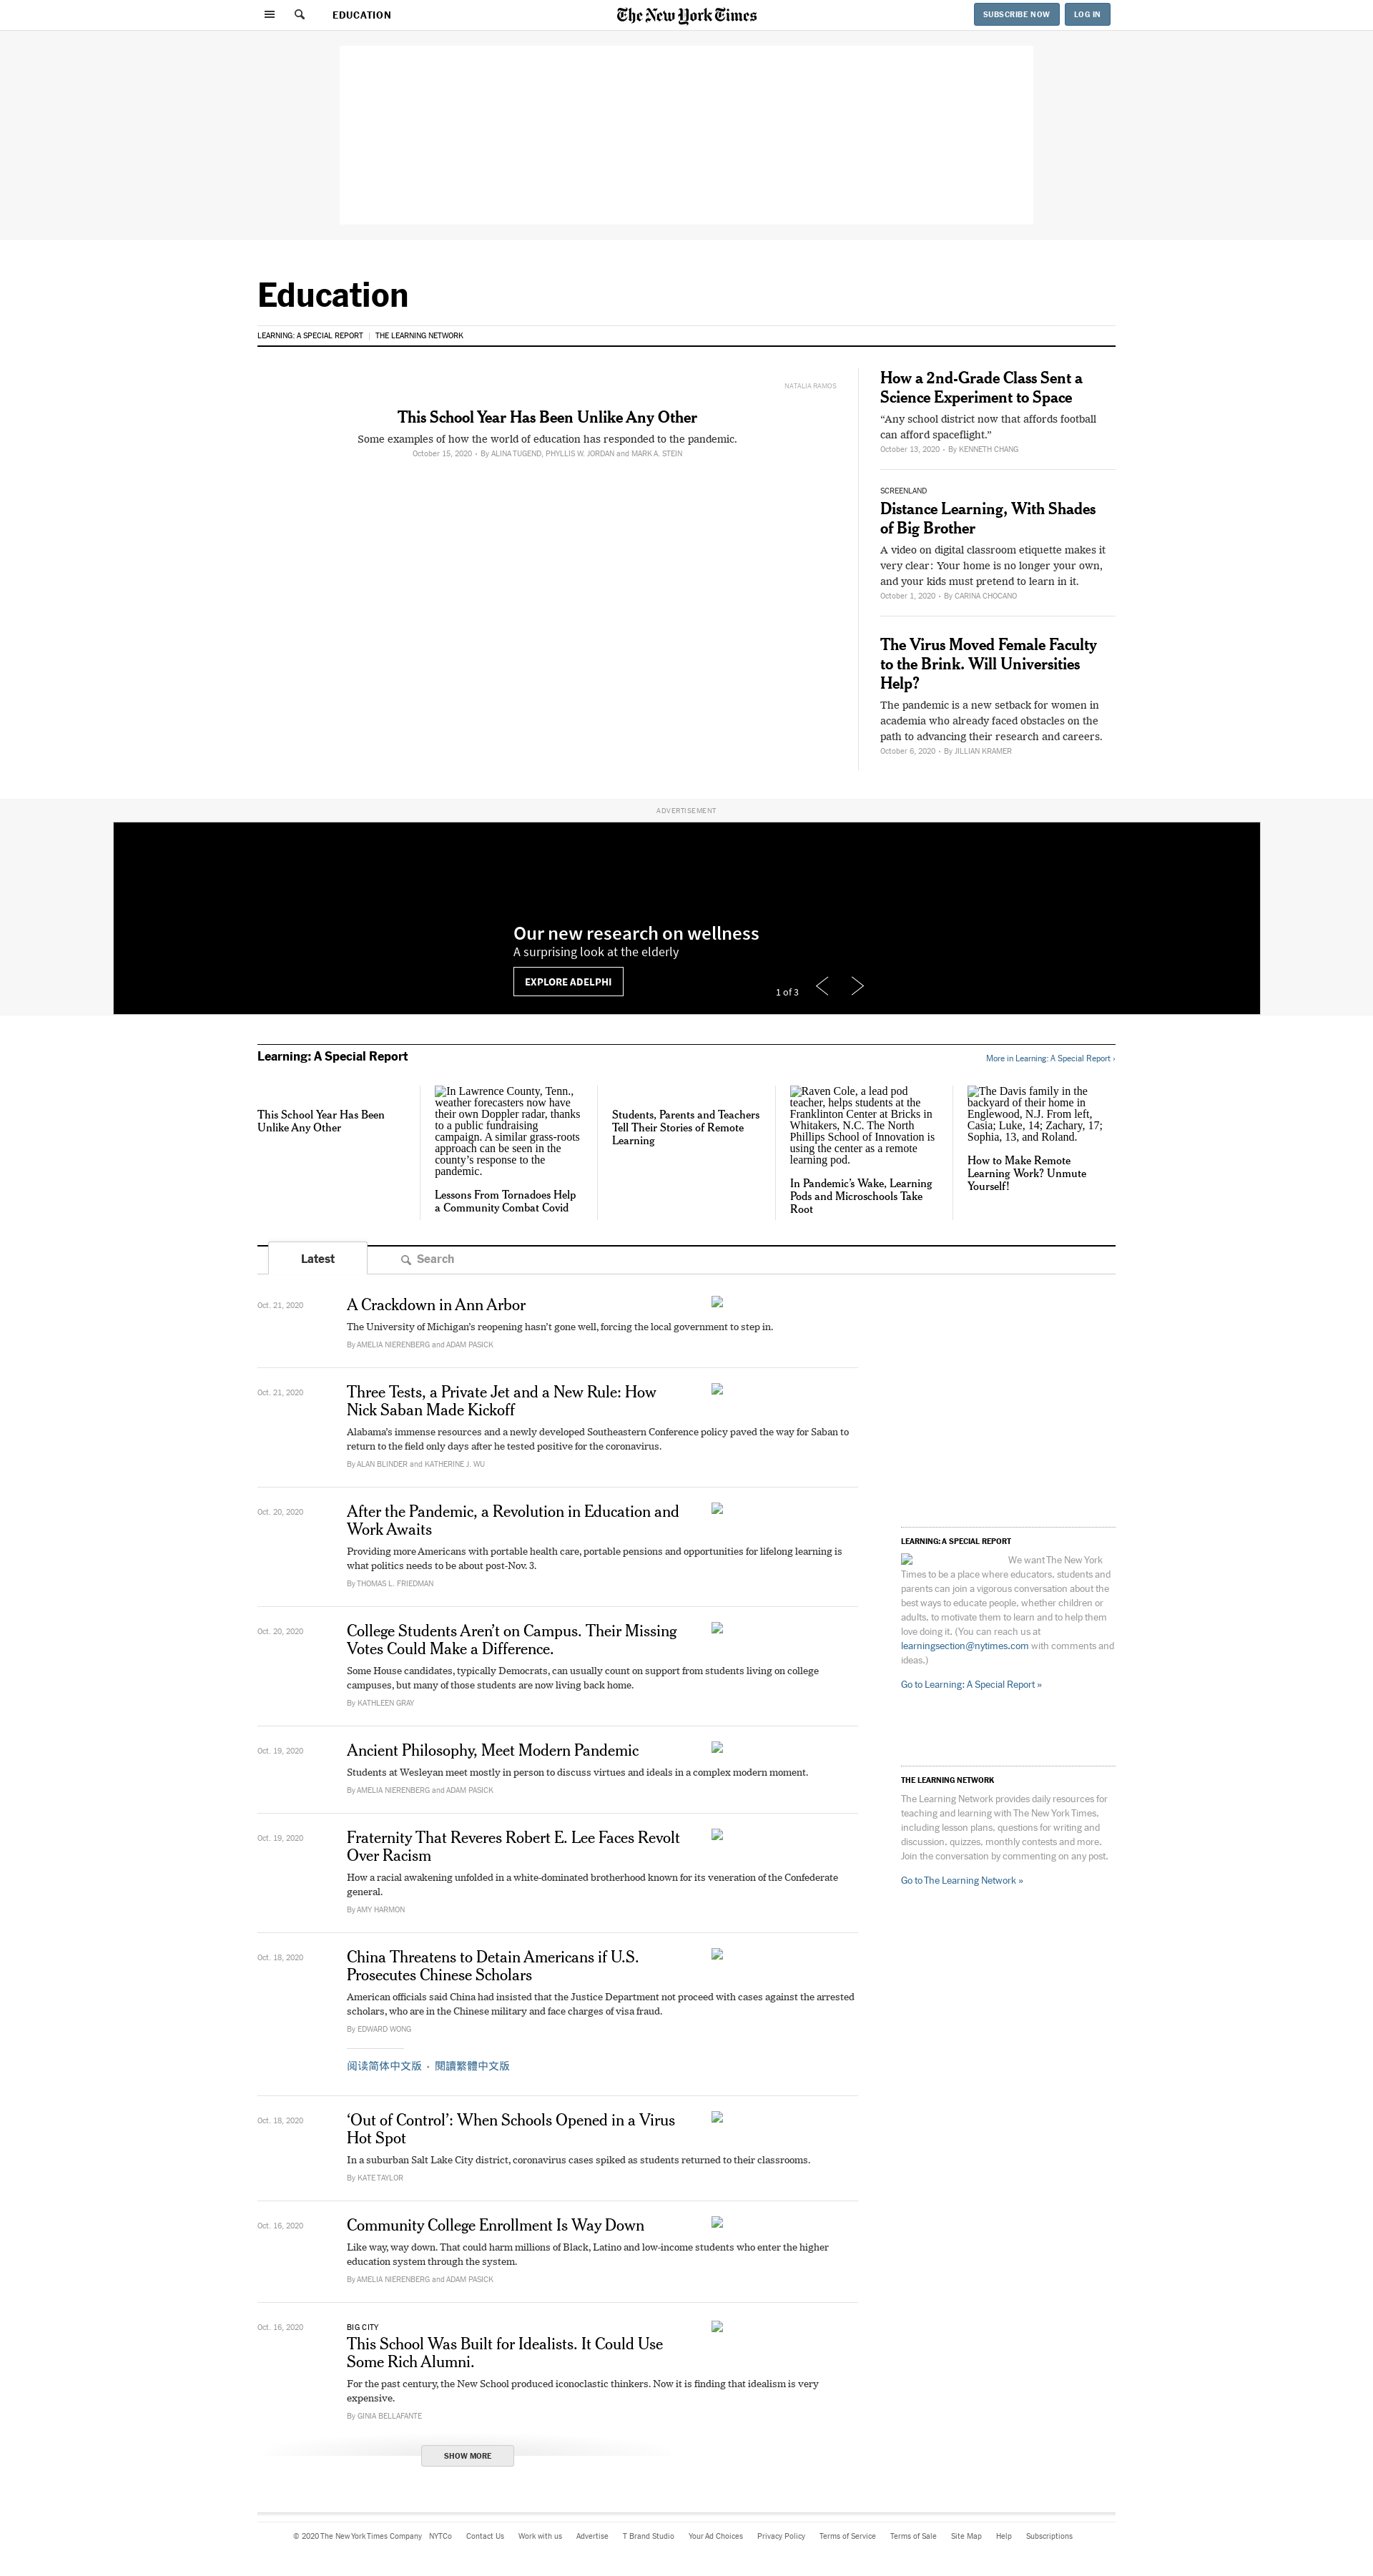 EDUCATION
The New York Times
SUBSCRIBE NOW
LOG IN
Education
LEARNING: A SPECIAL REPORT | THE LEARNING NETWORK
NATALIA RAMOS
This School Year Has Been Unlike Any Other
Some examples of how the world of education has responded to the pandemic.
October 15, 2020 • By ALINA TUGEND, PHYLLIS W. JORDAN and MARK A. STEIN
How a 2nd-Grade Class Sent a
Science Experiment to Space
“Any school district now that affords football
can afford spaceflight.”
October 13, 2020 • By KENNETH CHANG
SCREENLAND
Distance Learning, With Shades
of Big Brother
A video on digital classroom etiquette makes it
very clear: Your home is no longer your own,
and your kids must pretend to learn in it.
October 1, 2020 • By CARINA CHOCANO
The Virus Moved Female Faculty
to the Brink. Will Universities
Help?
The pandemic is a new setback for women in
academia who already faced obstacles on the
path to advancing their research and careers.
October 6, 2020 • By JILLIAN KRAMER
ADVERTISEMENT
Our new research on wellness
A surprising look at the elderly
EXPLORE ADELPHI
1 of 3
Learning: A Special Report
More in Learning: A Special Report ›
This School Year Has Been
Unlike Any Other
In Lawrence County, Tenn.,
weather forecasters now have
their own Doppler radar, thanks
to a public fundraising
campaign. A similar grass-roots
approach can be seen in the
county’s response to the
pandemic.
Lessons From Tornadoes Help
a Community Combat Covid
Students, Parents and Teachers
Tell Their Stories of Remote
Learning
Raven Cole, a lead pod
teacher, helps students at the
Franklinton Center at Bricks in
Whitakers, N.C. The North
Phillips School of Innovation is
using the center as a remote
learning pod.
In Pandemic’s Wake, Learning
Pods and Microschools Take
Root
The Davis family in the
backyard of their home in
Englewood, N.J. From left,
Casia; Luke, 14; Zachary, 17;
Sophia, 13, and Roland.
How to Make Remote
Learning Work? Unmute
Yourself!
Latest
Search
Oct. 21, 2020
A Crackdown in Ann Arbor
The University of Michigan’s reopening hasn’t gone well, forcing the local government to step in.
By AMELIA NIERENBERG and ADAM PASICK
Oct. 21, 2020
Three Tests, a Private Jet and a New Rule: How
Nick Saban Made Kickoff
Alabama’s immense resources and a newly developed Southeastern Conference policy paved the way for Saban to
return to the field only days after he tested positive for the coronavirus.
By ALAN BLINDER and KATHERINE J. WU
Oct. 20, 2020
After the Pandemic, a Revolution in Education and
Work Awaits
Providing more Americans with portable health care, portable pensions and opportunities for lifelong learning is
what politics needs to be about post-Nov. 3.
By THOMAS L. FRIEDMAN
Oct. 20, 2020
College Students Aren’t on Campus. Their Missing
Votes Could Make a Difference.
Some House candidates, typically Democrats, can usually count on support from students living on college
campuses, but many of those students are now living back home.
By KATHLEEN GRAY
Oct. 19, 2020
Ancient Philosophy, Meet Modern Pandemic
Students at Wesleyan meet mostly in person to discuss virtues and ideals in a complex modern moment.
By AMELIA NIERENBERG and ADAM PASICK
Oct. 19, 2020
Fraternity That Reveres Robert E. Lee Faces Revolt
Over Racism
How a racial awakening unfolded in a white-dominated brotherhood known for its veneration of the Confederate
general.
By AMY HARMON
Oct. 18, 2020
China Threatens to Detain Americans if U.S.
Prosecutes Chinese Scholars
American officials said China had insisted that the Justice Department not proceed with cases against the arrested
scholars, who are in the Chinese military and face charges of visa fraud.
By EDWARD WONG
阅读简体中文版 • 閱讀繁體中文版
Oct. 18, 2020
‘Out of Control’: When Schools Opened in a Virus
Hot Spot
In a suburban Salt Lake City district, coronavirus cases spiked as students returned to their classrooms.
By KATE TAYLOR
Oct. 16, 2020
Community College Enrollment Is Way Down
Like way, way down. That could harm millions of Black, Latino and low-income students who enter the higher
education system through the system.
By AMELIA NIERENBERG and ADAM PASICK
Oct. 16, 2020
BIG CITY
This School Was Built for Idealists. It Could Use
Some Rich Alumni.
For the past century, the New School produced iconoclastic thinkers. Now it is finding that idealism is very
expensive.
By GINIA BELLAFANTE
SHOW MORE
LEARNING: A SPECIAL REPORT
We want The New York
Times to be a place where educators, students and
parents can join a vigorous conversation about the
best ways to educate people, whether children or
adults, to motivate them to learn and to help them
love doing it. (You can reach us at
learningsection@nytimes.com with comments and
ideas.)
Go to Learning: A Special Report »
THE LEARNING NETWORK
The Learning Network provides daily resources for
teaching and learning with The New York Times,
including lesson plans, questions for writing and
discussion, quizzes, monthly contests and more.
Join the conversation by commenting on any post.
Go to The Learning Network »
© 2020 The New York Times Company NYTCo Contact Us Work with us Advertise T Brand Studio Your Ad Choices Privacy Policy Terms of Service Terms of Sale Site Map Help Subscriptions